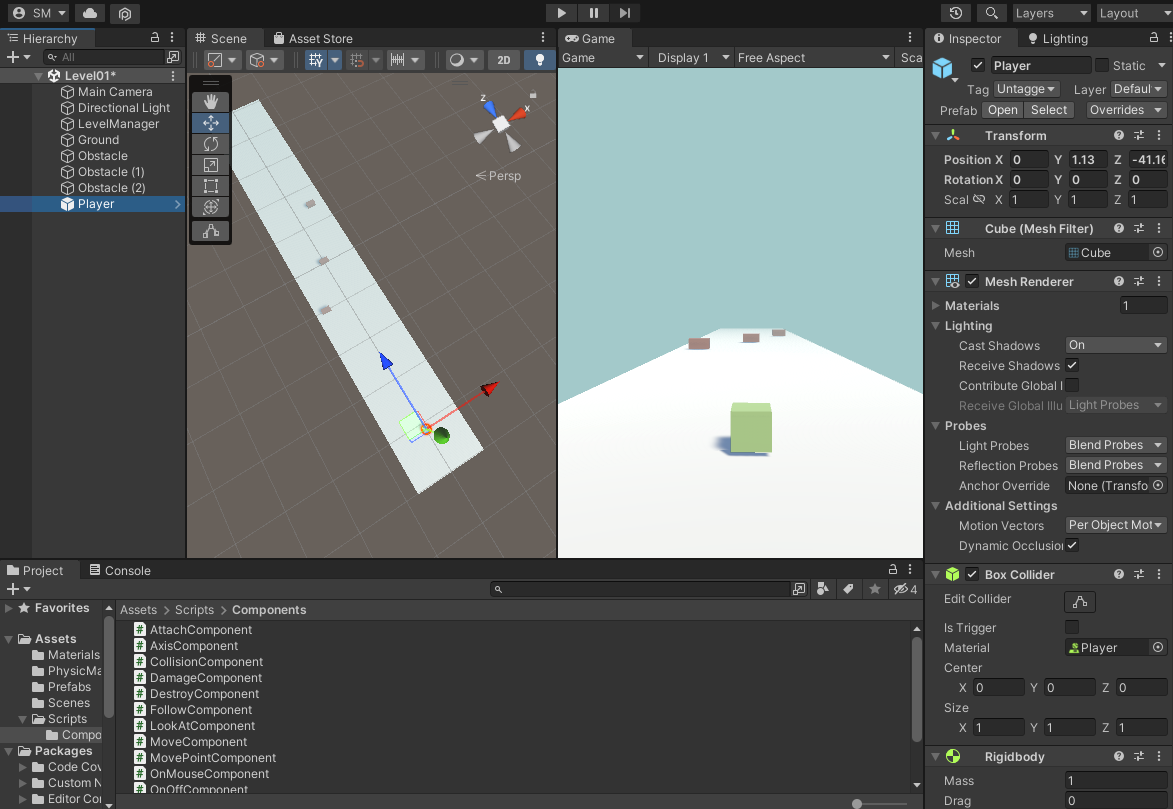 SM
Layers
Layout
Hierarchy
All
Level01*
Main Camera
Directional Light
LevelManager
Ground
Obstacle
Obstacle (1)
Obstacle (2)
Player
Scene
Asset Store
2D
Z
X
Persp
Game
Game
Display 1
Free Aspect
Sca
Inspector
Lighting
Player
Static
Tag Untagge
Layer Defaul
Prefab Open Select Overrides
Transform
Position X 0 Y 1.13 Z -41.16
Rotation X 0 Y 0 Z 0
Scal X 1 Y 1 Z 1
Cube (Mesh Filter)
Mesh Cube
Mesh Renderer
Materials 1
Lighting
Cast Shadows On
Receive Shadows
Contribute Global I
Receive Global Illu Light Probes
Probes
Light Probes Blend Probes
Reflection Probes Blend Probes
Anchor Override None (Transfo
Additional Settings
Motion Vectors Per Object Mot
Dynamic Occlusio
Box Collider
Edit Collider
Is Trigger
Material Player
Center
X 0 Y 0 Z 0
Size
X 1 Y 1 Z 1
Rigidbody
Mass 1
Drag 0
Project
Console
4
Favorites
Assets
Materials
PhysicMa
Prefabs
Scenes
Scripts
Compo
Packages
Code Cov
Custom N
Editor Cor
Assets > Scripts > Components
AttachComponent
AxisComponent
CollisionComponent
DamageComponent
DestroyComponent
FollowComponent
LookAtComponent
MoveComponent
MovePointComponent
OnMouseComponent
OnOffComponent